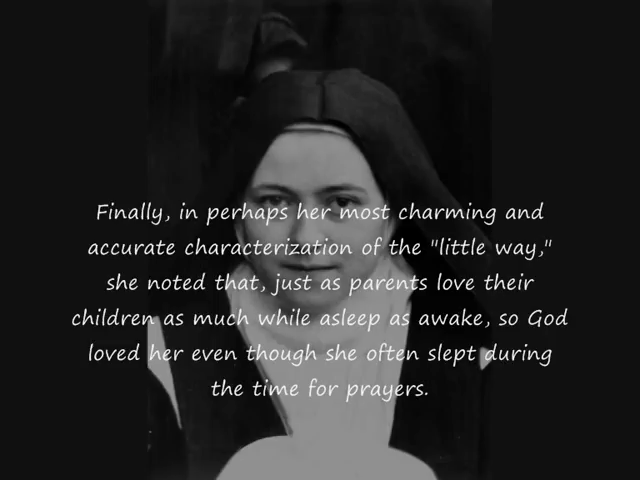 Finally, in perhaps her most charming and
accurate characterization of the "little way,"
she noted that, just as parents love their
children as much while asleep as awake, so God
loved her even though she often slept during
the time for prayers.